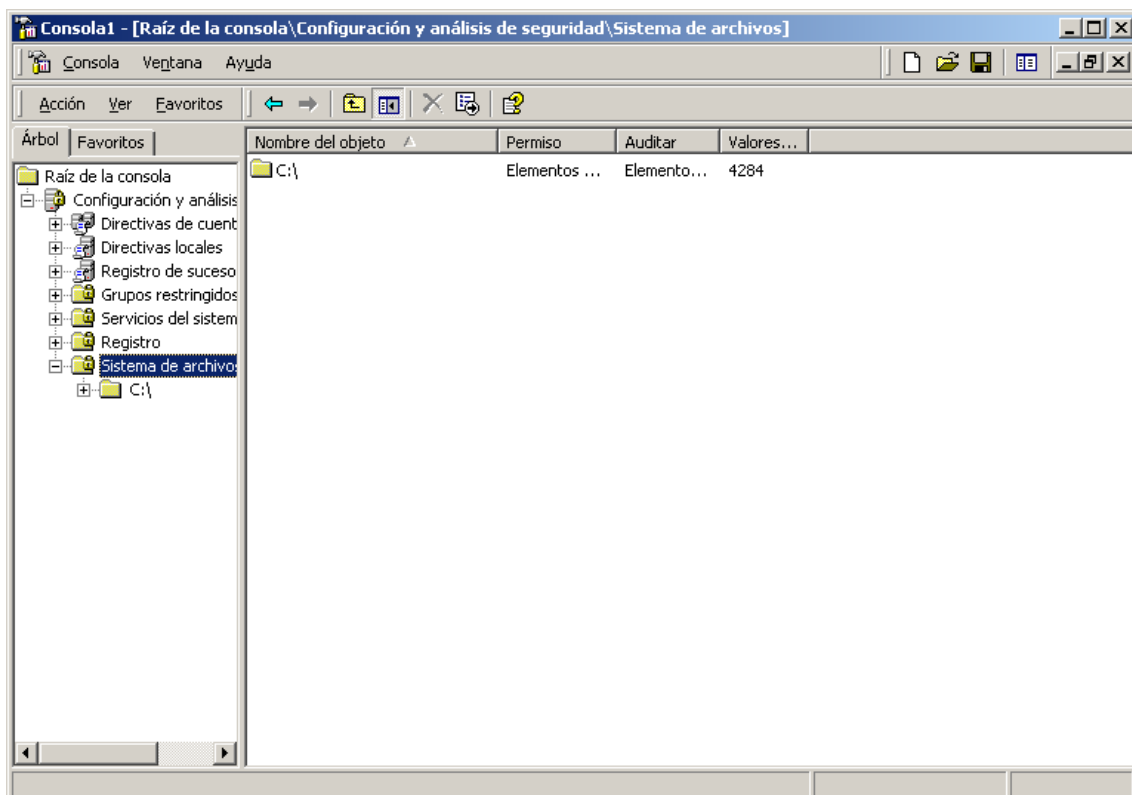 Consola1 - [Raíz de la consola\Configuración y análisis de seguridad\Sistema de archivos]
Consola Ventana Ayuda
Acción Ver Favoritos
Árbol Favoritos
Nombre del objeto Permiso Auditar Valores...
Raíz de la consola
Configuración y análisis
Directivas de cuent
Directivas locales
Registro de suceso
Grupos restringidos
Servicios del sistem
Registro
Sistema de archivos
C:\
C:\ Elementos ... Elemento... 4284